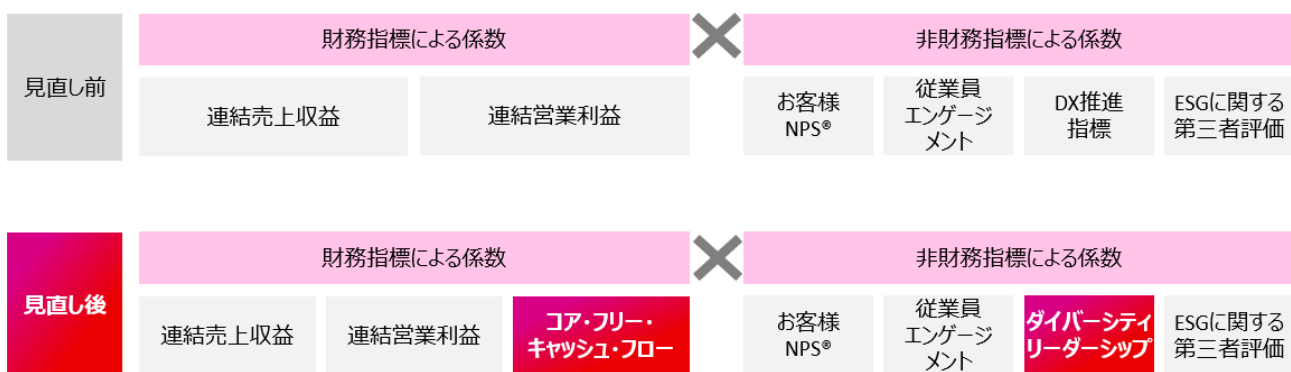 見直し前
財務指標による係数
非財務指標による係数
連結売上収益
連結営業利益
お客様
NPS®
従業員
エンゲージ
メント
DX推進
指標
ESGに関する
第三者評価
見直し後
財務指標による係数
非財務指標による係数
連結売上収益
連結営業利益
コア・フリー・
キャッシュ・フロー
お客様
NPS®
従業員
エンゲージ
メント
ダイバーシティ
リーダーシップ
ESGに関する
第三者評価